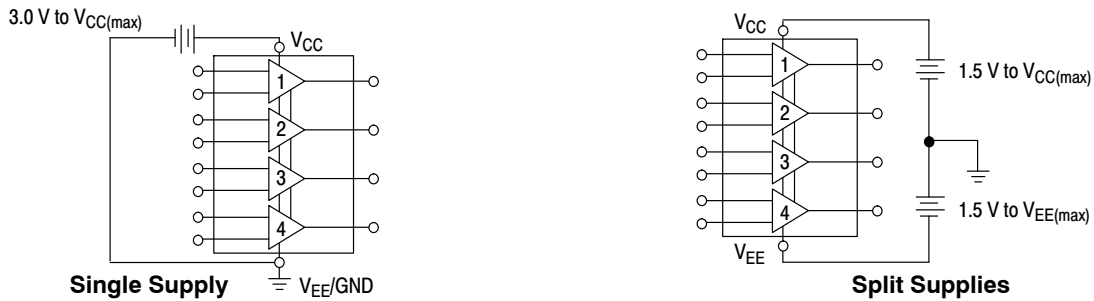 3.0 V to VCC(max)
VCC
1
2
3
4
VEE/GND
Single Supply
VCC
1
2
3
4
VEE
1.5 V to VCC(max)
1.5 V to VEE(max)
Split Supplies